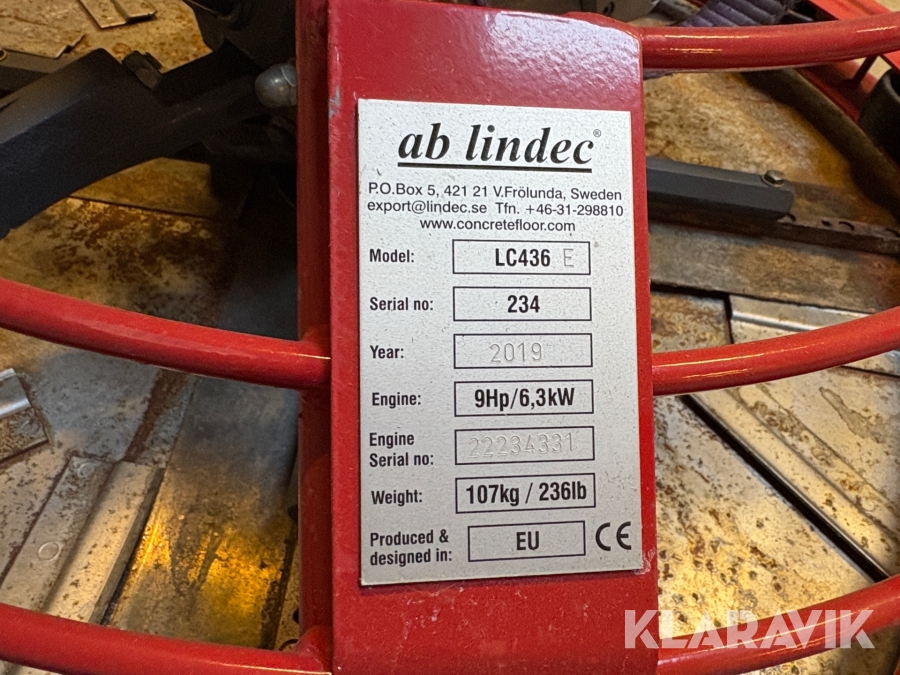 ab lindec®
P.O.Box 5, 421 21 V.Frölunda, Sweden
export@lindec.se Tfn. +46-31-298810
www.concretefloor.com
Model: LC436 E
Serial no: 234
Year: 2019
Engine: 9Hp/6,3kW
Engine
Serial no: 22234331
Weight: 107kg / 236lb
Produced &
designed in: EU CE
KLARAVIK